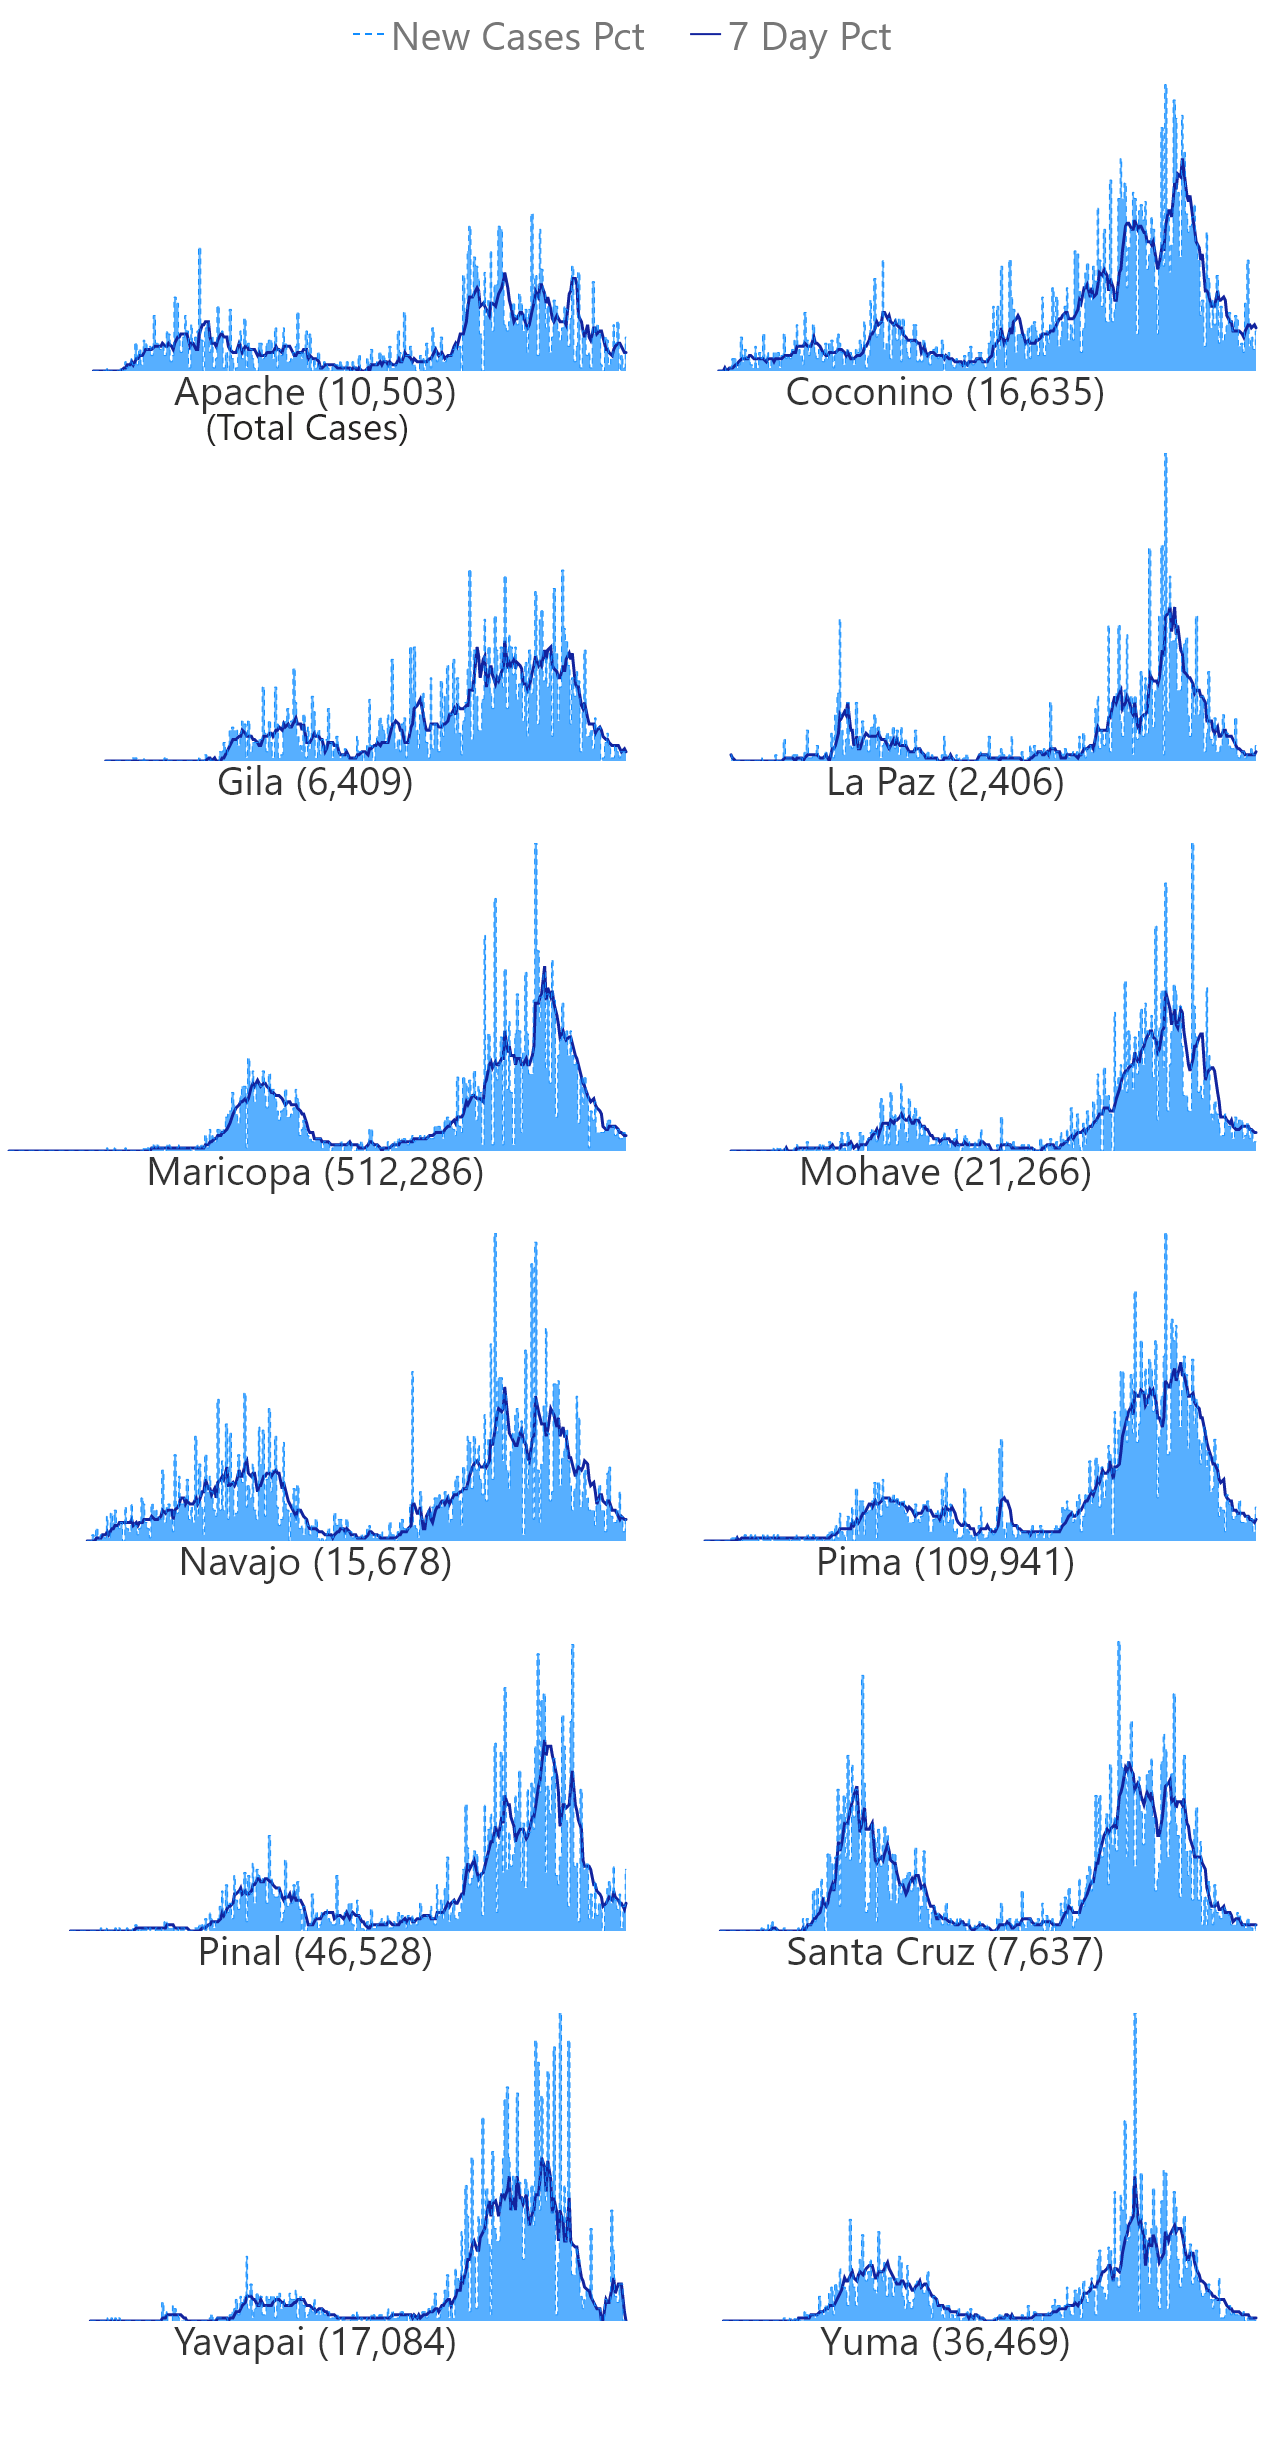 New Cases Pct 7 Day Pct
Apache (10,503)
(Total Cases)
Coconino (16,635)
Gila (6,409)
La Paz (2,406)
Maricopa (512,286)
Mohave (21,266)
Navajo (15,678)
Pima (109,941)
Pinal (46,528)
Santa Cruz (7,637)
Yavapai (17,084)
Yuma (36,469)